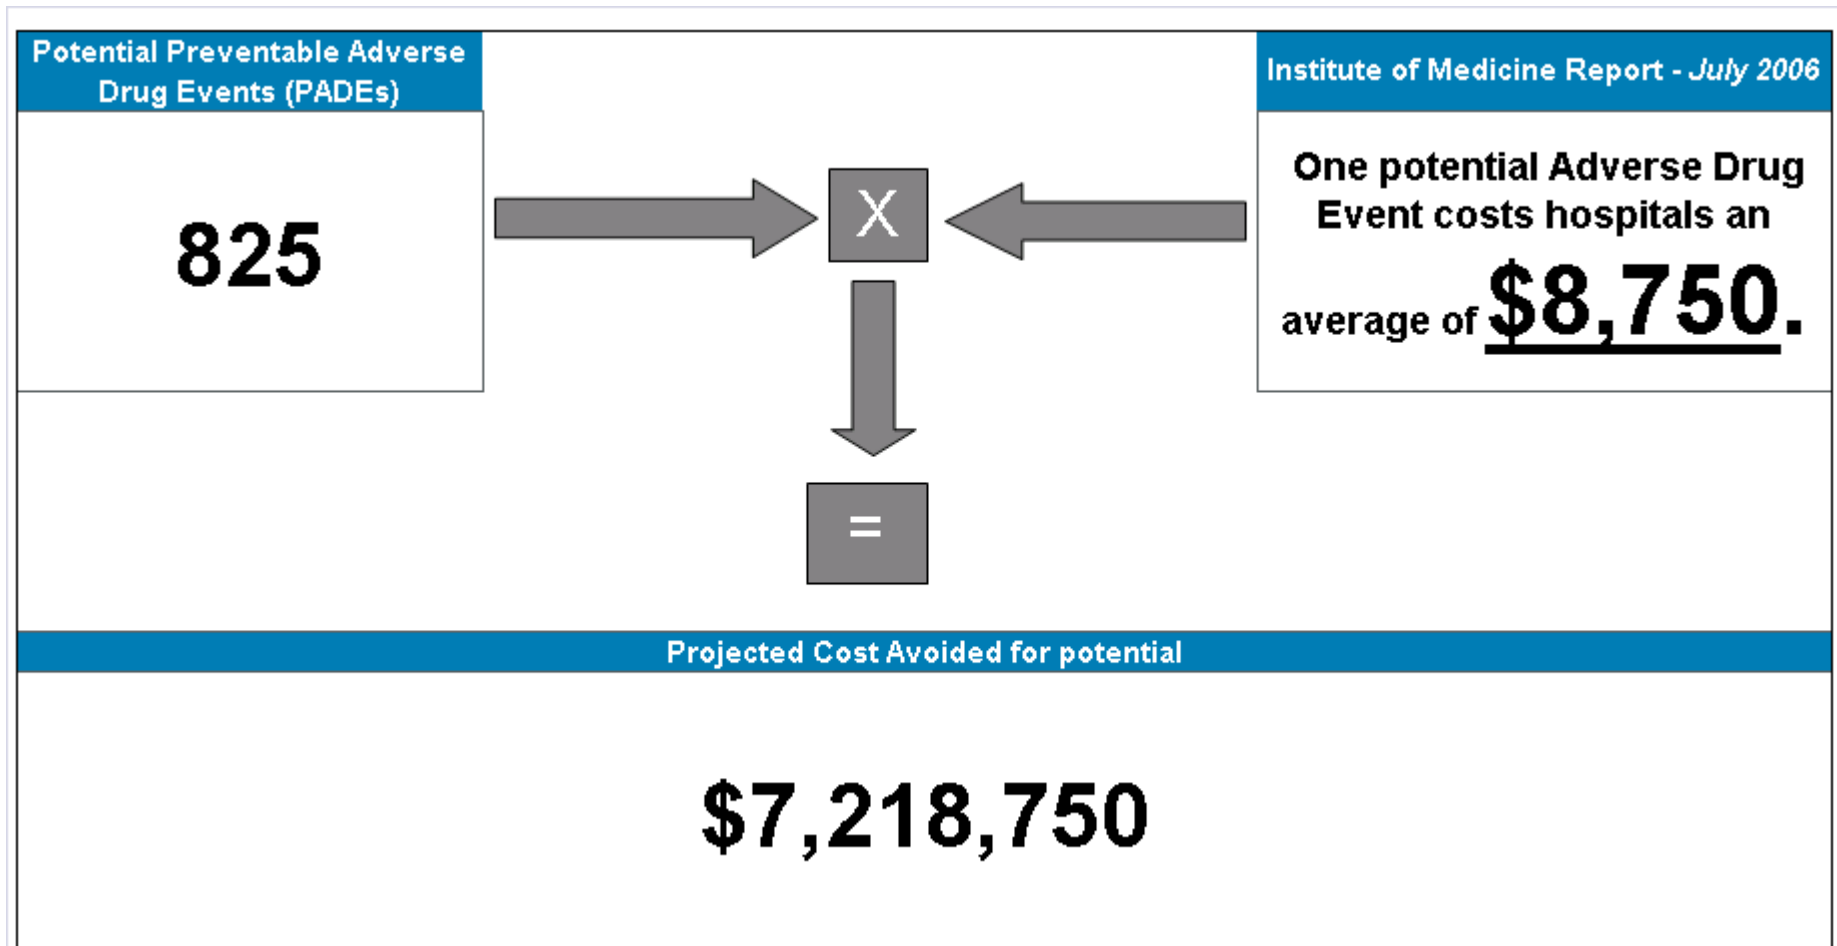 Potential Preventable Adverse
Drug Events (PADEs)
825
X
Institute of Medicine Report - July 2006
One potential Adverse Drug
Event costs hospitals an
average of $8,750.
=
Projected Cost Avoided for potential
$7,218,750